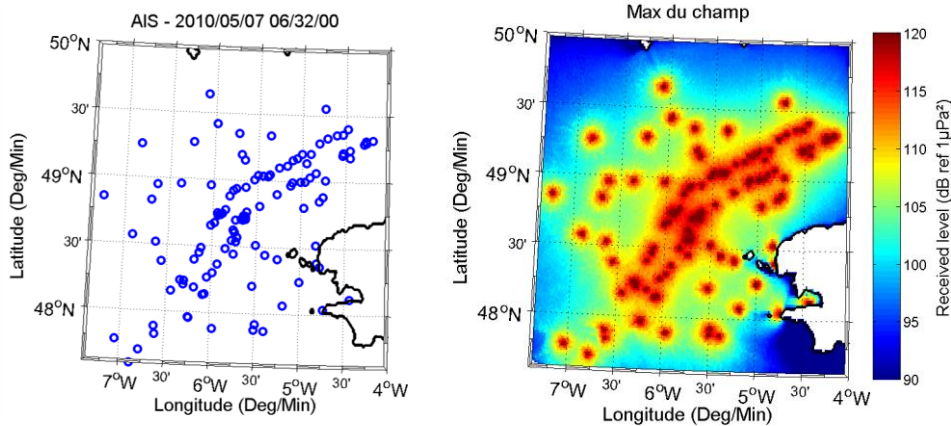 AIS - 2010/05/07 06/32/00
50°N
30'
49°N
30'
48°N
Latitude (Deg/Min)
7°W
30'
6°W
30'
5°W
30'
4°W
Longitude (Deg/Min)
Max du champ
50°N
30'
49°N
30'
48°N
Latitude (Deg/Min)
7°W
30'
6°W
30'
5°W
30'
4°W
Longitude (Deg/Min)
120
115
110
105
100
95
90
Received level (dB ref 1µPa²)